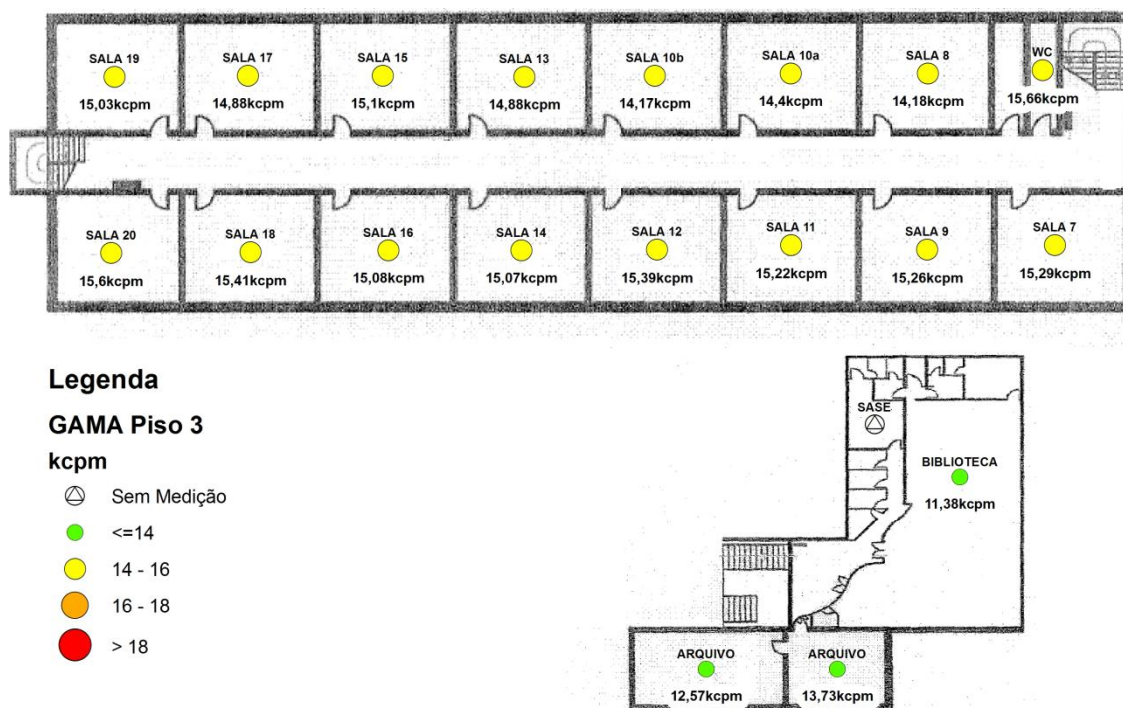 SALA 19
15,03kcpm
SALA 17
14,88kcpm
SALA 15
15,1kcpm
SALA 13
14,88kcpm
SALA 10b
14,17kcpm
SALA 10a
14,4kcpm
SALA 8
14,18kcpm
WC
15,66kcpm
SALA 20
15,6kcpm
SALA 18
15,41kcpm
SALA 16
15,08kcpm
SALA 14
15,07kcpm
SALA 12
15,39kcpm
SALA 11
15,22kcpm
SALA 9
15,26kcpm
SALA 7
15,29kcpm
Legenda
GAMA Piso 3
kcpm
Sem Medição
<=14
14 - 16
16 - 18
> 18
SASE
BIBLIOTECA
11,38kcpm
ARQUIVO
12,57kcpm
ARQUIVO
13,73kcpm